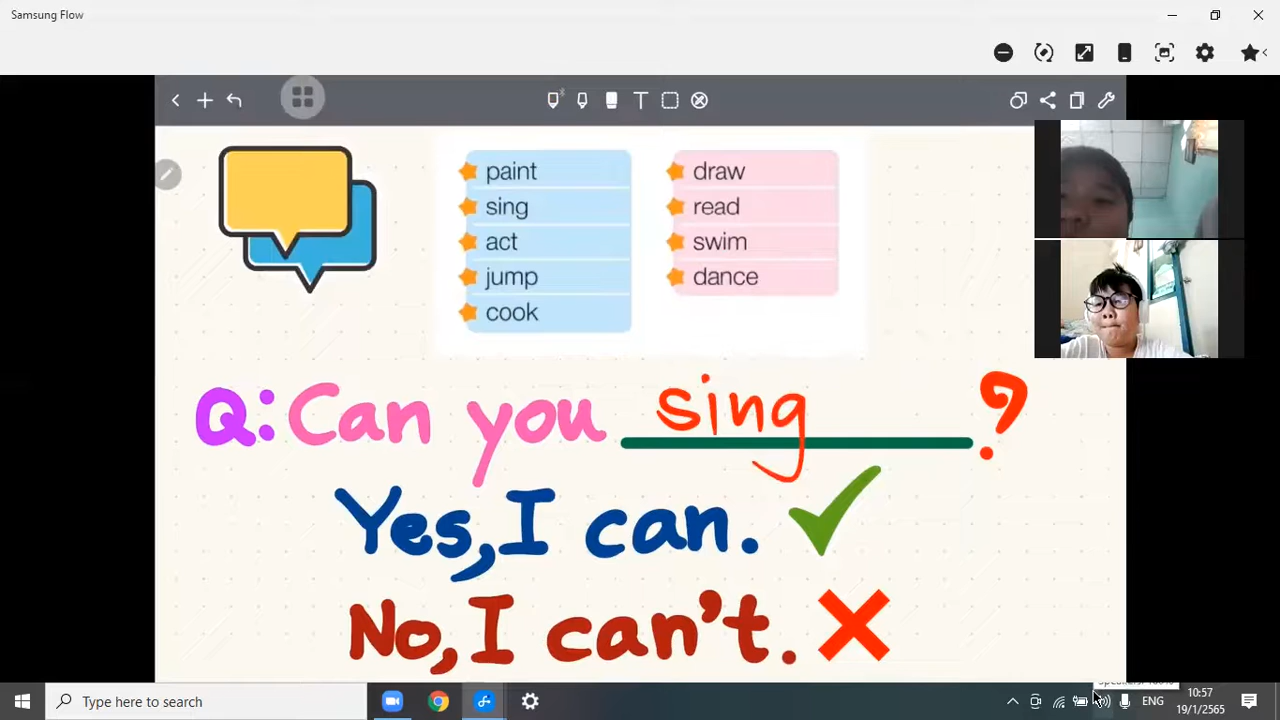 Samsung Flow
paint
sing
act
jump
cook
draw
read
swim
dance
Q: Can you sing ?
Yes, I can.
No, I can't.
Type here to search
ENG
10:57
19/1/2565